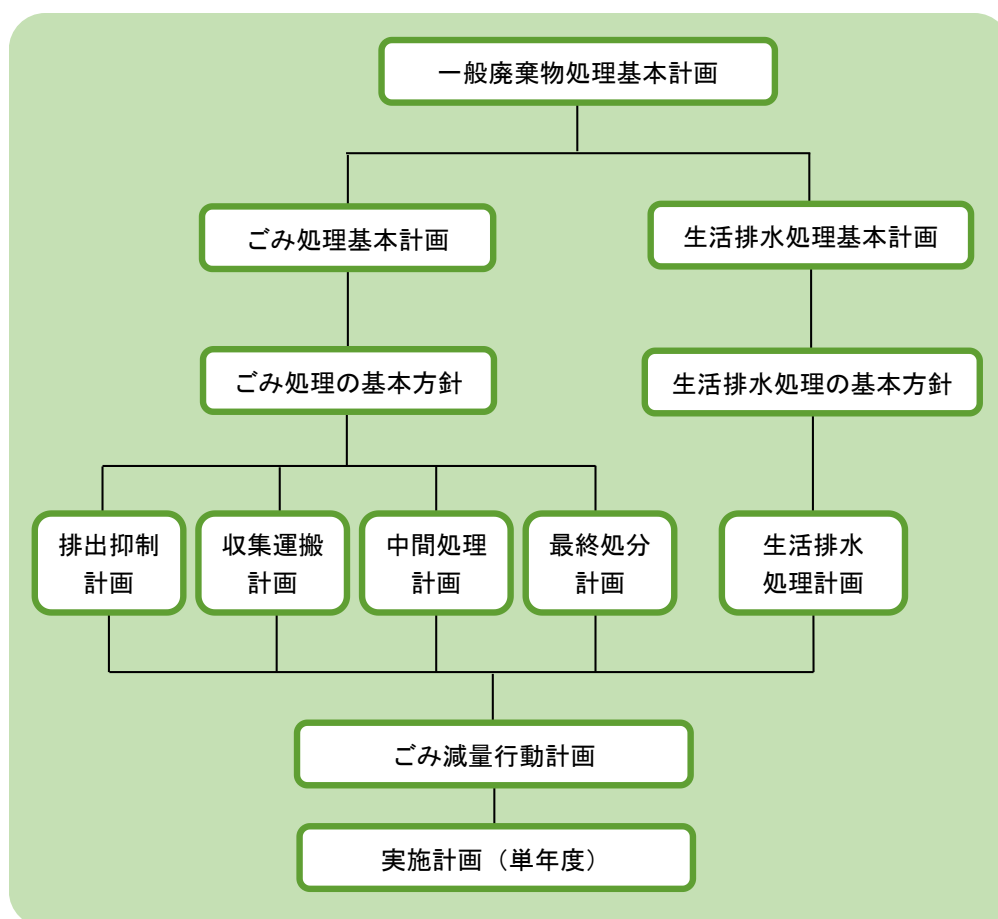 一般廃棄物処理基本計画
ごみ処理基本計画
生活排水処理基本計画
ごみ処理の基本方針
生活排水処理の基本方針
排出抑制
計画
収集運搬
計画
中間処理
計画
最終処分
計画
生活排水
処理計画
ごみ減量行動計画
実施計画（単年度）